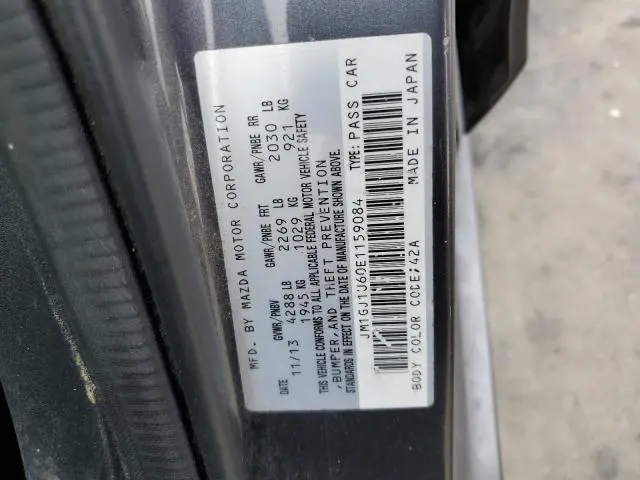 MFD. BY MAZDA MOTOR CORPORATION
DATE GVWR/PNBV GAWR/PNBE FRT GAWR/PNBE RR
11/13 4288 LB 2269 LB 2030 LB
1945 KG 1029 KG 921 KG
THIS VEHICLE CONFORMS TO ALL APPLICABLE FEDERAL MOTOR VEHICLE SAFETY
,BUMPER, AND THEFT PREVENTION
STANDARDS IN EFFECT ON THE DATE OF MANUFACTURE SHOWN ABOVE.
JM1GJ1U60E1159084 TYPE: PASS CAR
BODY COLOR CODE;42A MADE IN JAPAN